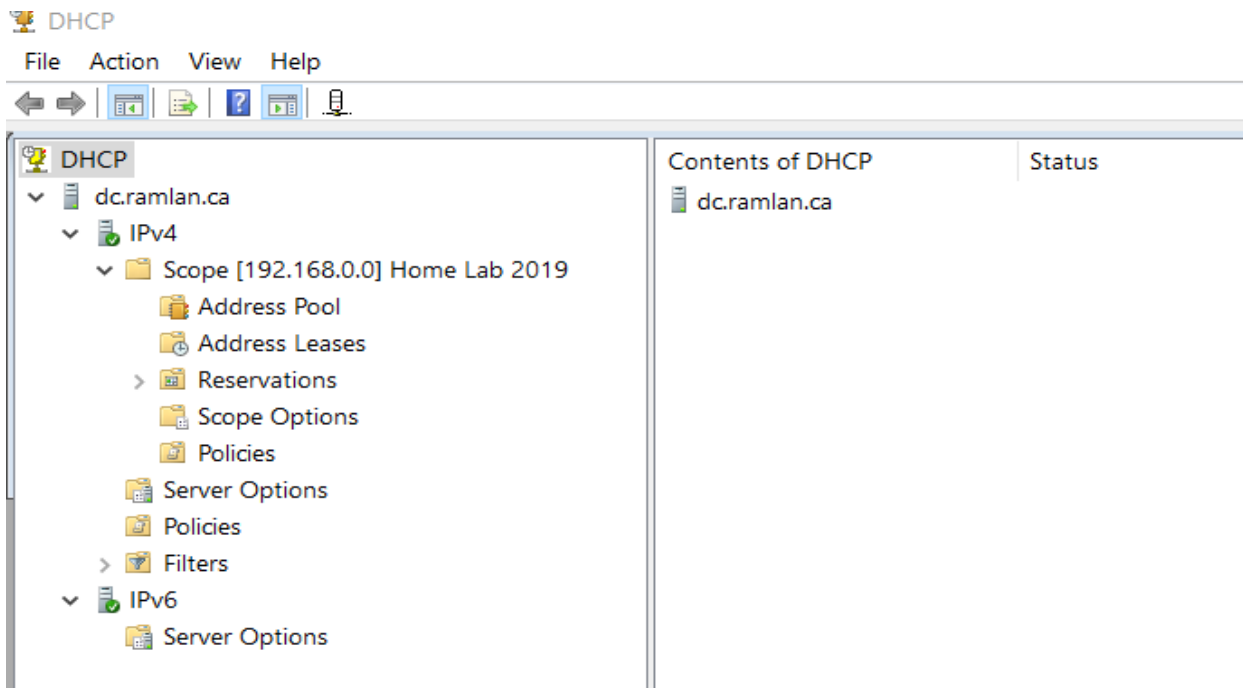 DHCP
File Action View Help
DHCP
dc.ramlan.ca
IPv4
Scope [192.168.0.0] Home Lab 2019
Address Pool
Address Leases
Reservations
Scope Options
Policies
Server Options
Policies
Filters
IPv6
Server Options
Contents of DHCP Status
dc.ramlan.ca